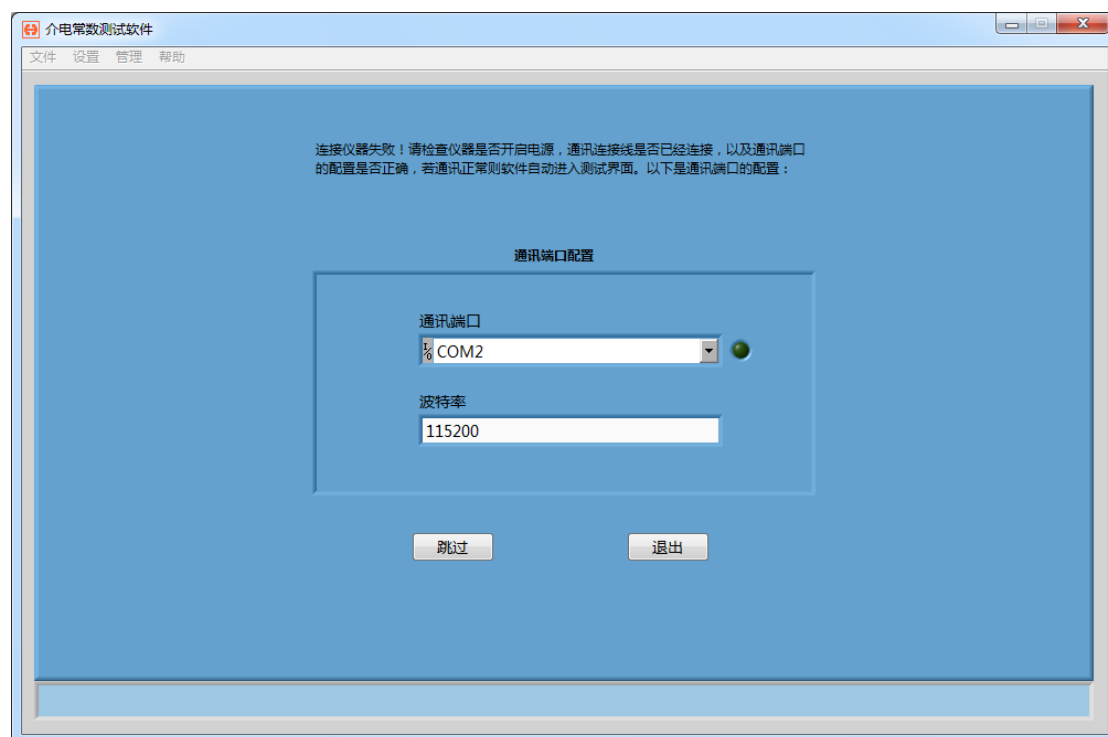 介电常数测试软件
文件 设置 管理 帮助
连接仪器失败！请检查仪器是否开启电源，通讯连接线是否已经连接，以及通讯端口
的配置是否正确，若通讯正常则软件自动进入测试界面。以下是通讯端口的配置：
通讯端口配置
通讯端口
I/0 COM2
波特率
115200
跳过 退出